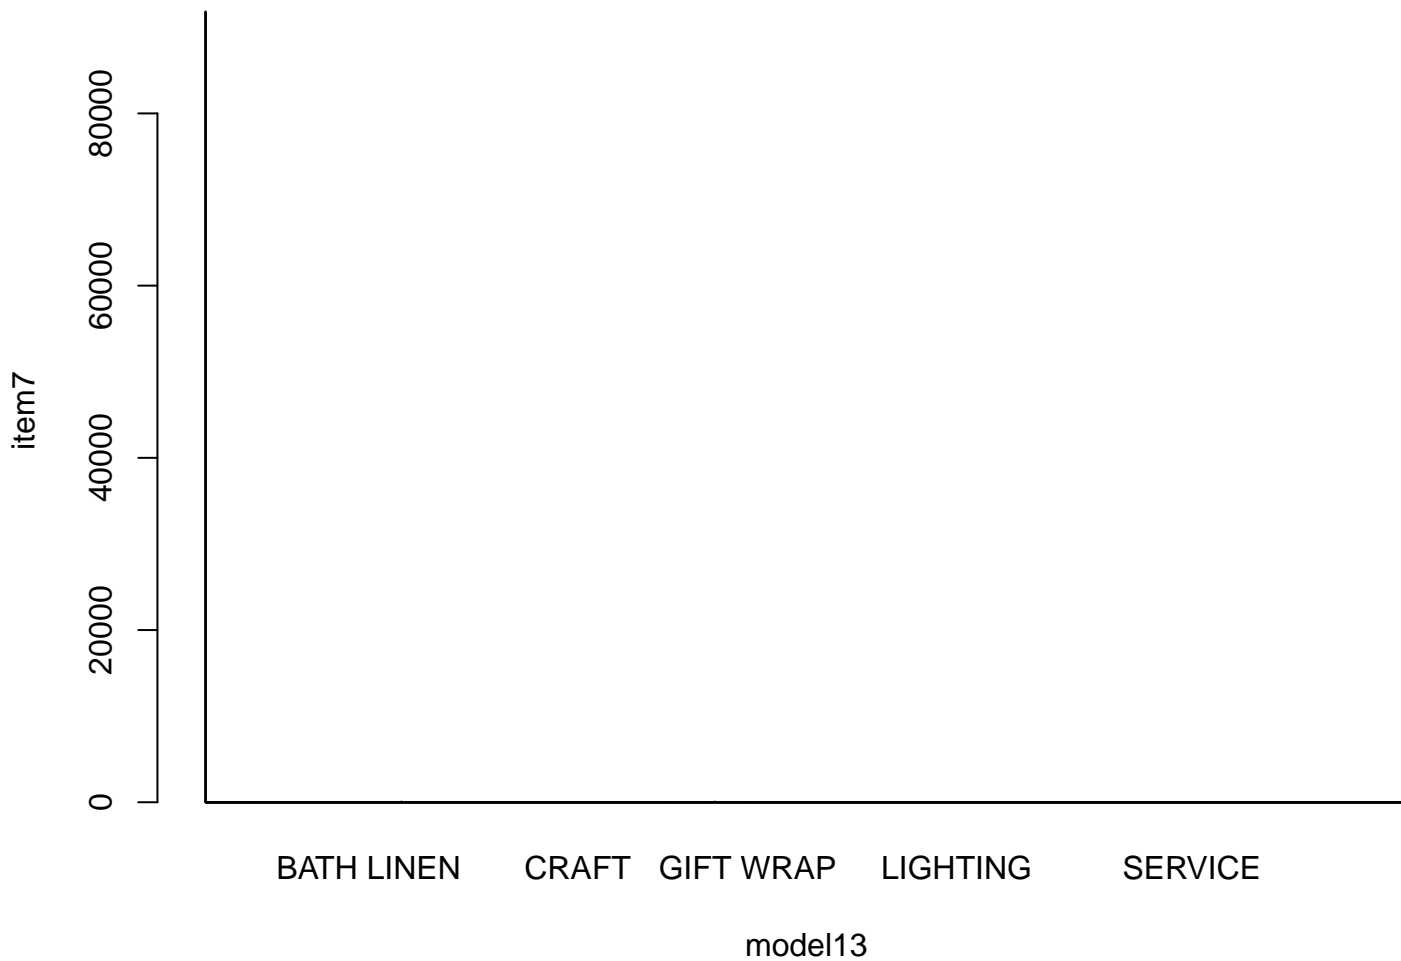 80000
60000
40000
20000
0
item7
BATH LINEN CRAFT GIFT WRAP LIGHTING SERVICE
model13